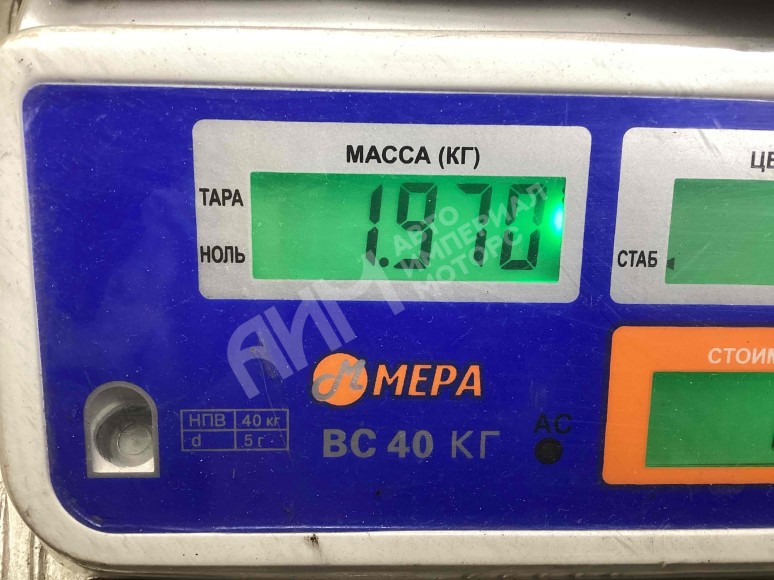 МАССА (КГ)
ТАРА
НОЛЬ
1.970
ЦЕ
СТАБ
АИМ
АВТО
ИМПЕРИАЛ
МОТОРС
СТОИМ
МЕРА
НПВ 40 кг
d 5 г
ВС 40 КГ
АС